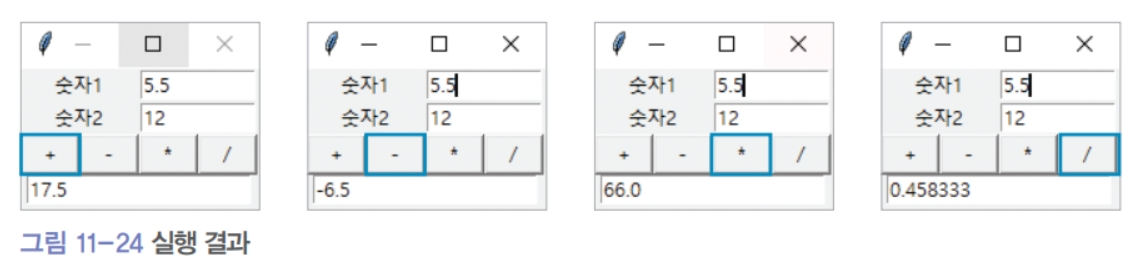 숫자1 5.5
숫자2 12
+ - * /
17.5
숫자1 5.5
숫자2 12
+ - * /
-6.5
숫자1 5.5
숫자2 12
+ - * /
66.0
숫자1 5.5
숫자2 12
+ - * /
0.458333
그림 11-24 실행 결과